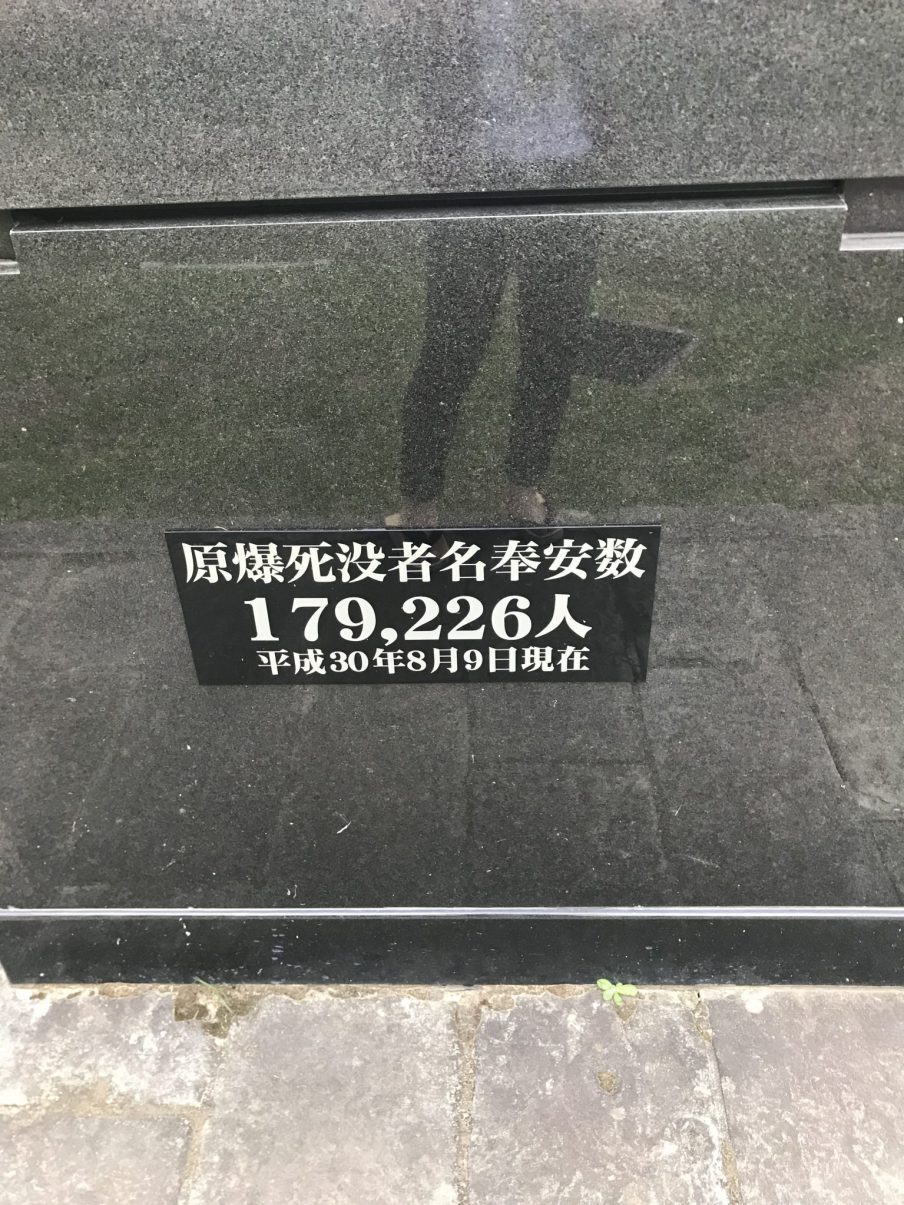 原爆死没者名奉安数
179,226人
平成30年8月9日現在